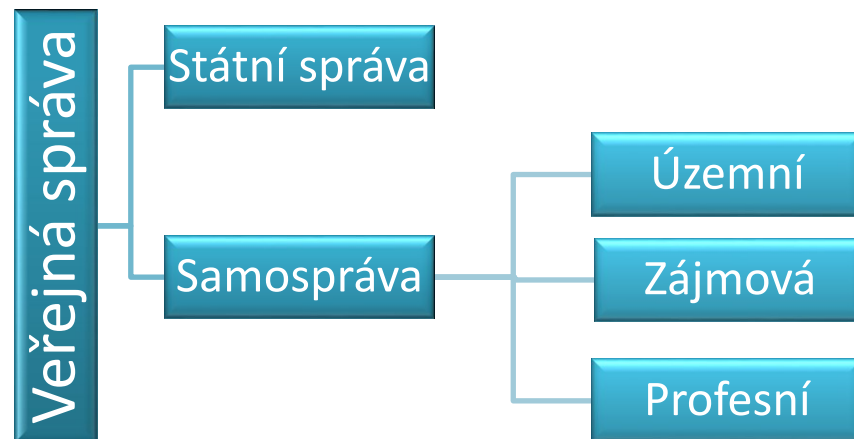 Veřejná správa
Státní správa
Samospráva
Územní
Zájmová
Profesní